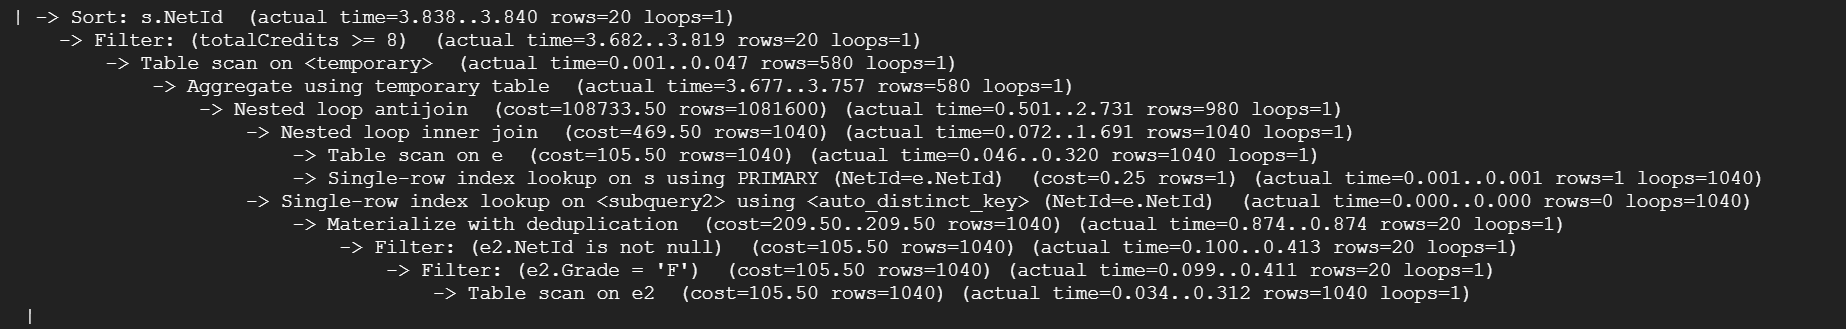 | -> Sort: s.NetId  (actual time=3.838..3.840 rows=20 loops=1)
    -> Filter: (totalCredits >= 8)  (actual time=3.682..3.819 rows=20 loops=1)
        -> Table scan on <temporary>  (actual time=0.001..0.047 rows=580 loops=1)
            -> Aggregate using temporary table  (actual time=3.677..3.757 rows=580 loops=1)
                -> Nested loop antijoin  (cost=108733.50 rows=1081600) (actual time=0.501..2.731 rows=980 loops=1)
                    -> Nested loop inner join  (cost=469.50 rows=1040) (actual time=0.072..1.691 rows=1040 loops=1)
                        -> Table scan on e  (cost=105.50 rows=1040) (actual time=0.046..0.320 rows=1040 loops=1)
                        -> Single-row index lookup on s using PRIMARY (NetId=e.NetId)  (cost=0.25 rows=1) (actual time=0.001..0.001 rows=1 loops=1040)
                    -> Single-row index lookup on <subquery2> using <auto_distinct_key> (NetId=e.NetId)  (actual time=0.000..0.000 rows=0 loops=1040)
                        -> Materialize with deduplication  (cost=209.50..209.50 rows=1040) (actual time=0.874..0.874 rows=20 loops=1)
                            -> Filter: (e2.NetId is not null)  (cost=105.50 rows=1040) (actual time=0.100..0.413 rows=20 loops=1)
                                -> Filter: (e2.Grade = 'F')  (cost=105.50 rows=1040) (actual time=0.099..0.411 rows=20 loops=1)
                                    -> Table scan on e2  (cost=105.50 rows=1040) (actual time=0.034..0.312 rows=1040 loops=1)
 |